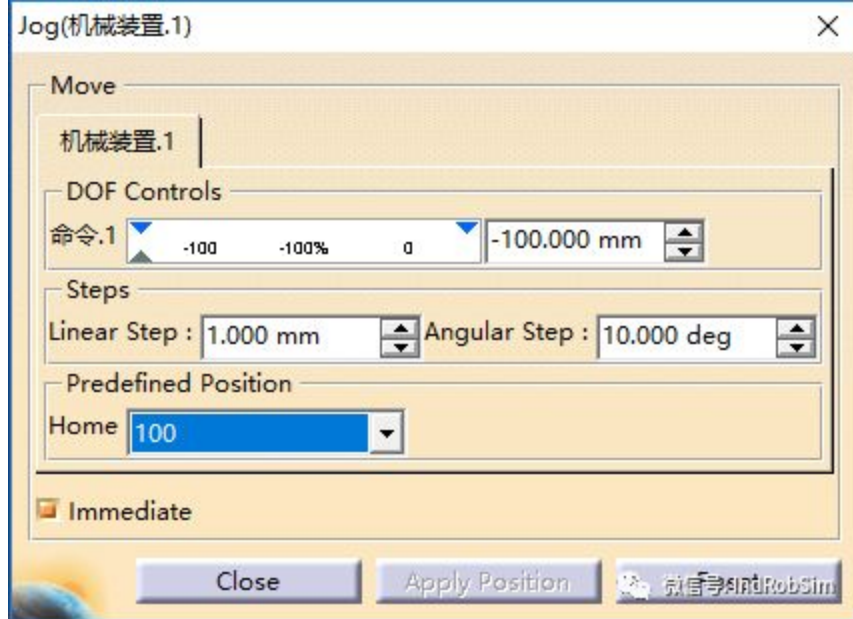 Jog(机械装置.1)
Move
机械装置.1
DOF Controls
命令.1 -100 -100% 0 -100.000 mm
Steps
Linear Step : 1.000 mm Angular Step : 10.000 deg
Predefined Position
Home 100
Immediate
Close Apply Position